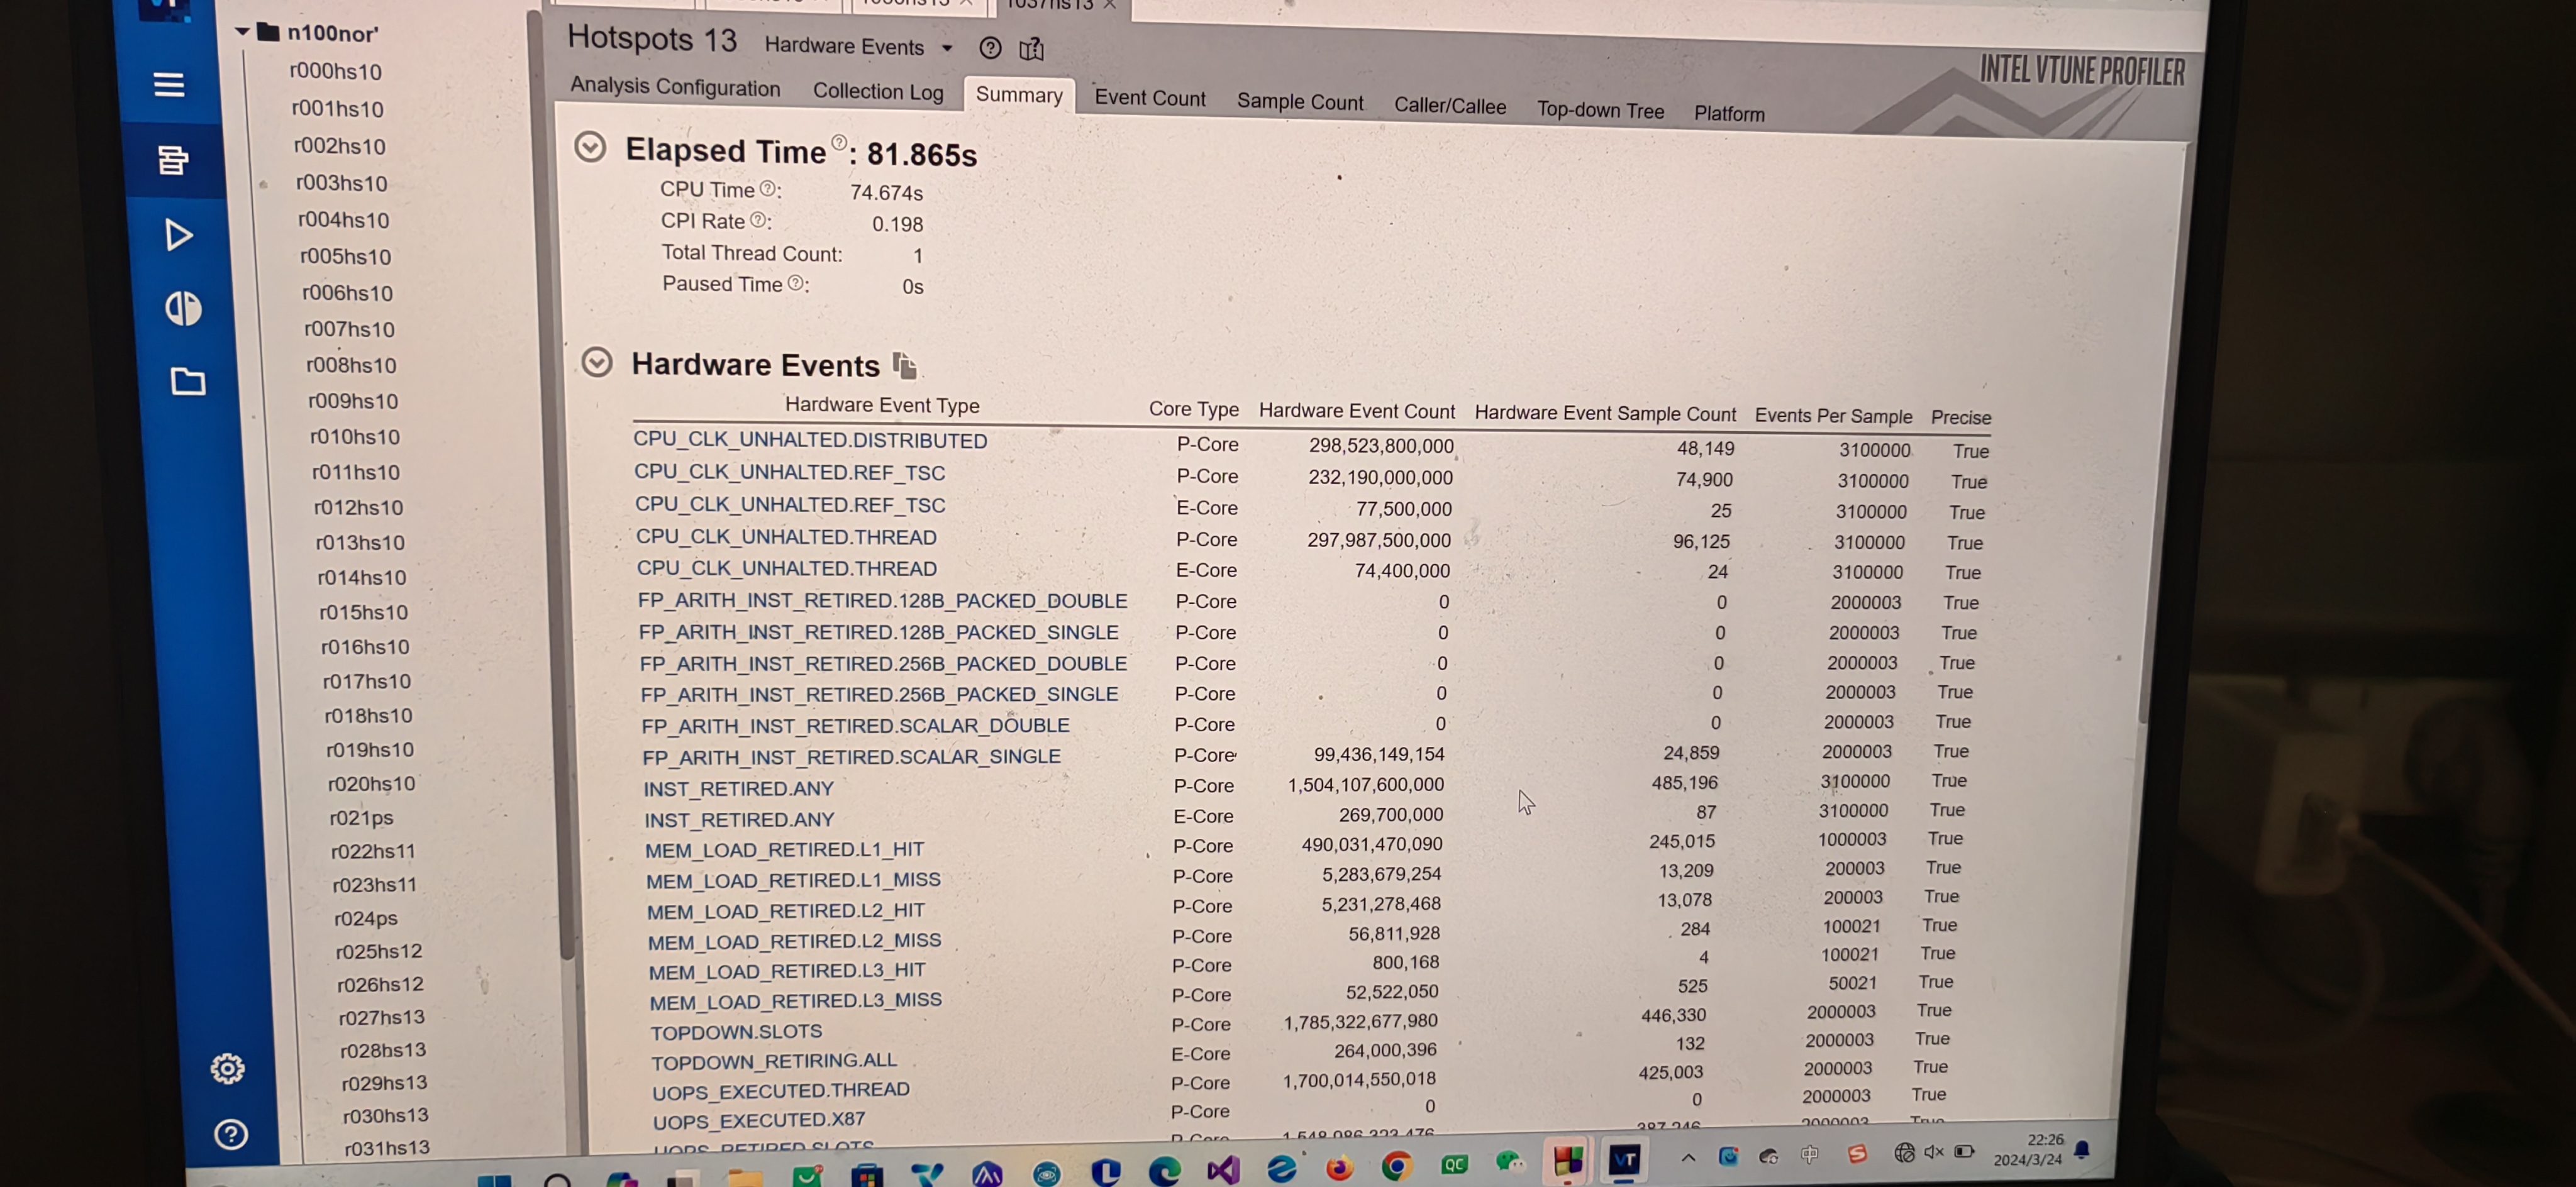 n100nor'
r000hs10
r001hs10
r002hs10
r003hs10
r004hs10
r005hs10
r006hs10
r007hs10
r008hs10
r009hs10
r010hs10
r011hs10
r012hs10
r013hs10
r014hs10
r015hs10
r016hs10
r017hs10
r018hs10
r019hs10
r020hs10
r021ps
r022hs11
r023hs11
r024ps
r025hs12
r026hs12
r027hs13
r028hs13
r029hs13
r030hs13
r031hs13
Hotspots 13 Hardware Events
INTEL VTUNE PROFILER
Analysis Configuration Collection Log Summary Event Count Sample Count Caller/Callee Top-down Tree Platform
Elapsed Time : 81.865s
CPU Time : 74.674s
CPI Rate : 0.198
Total Thread Count: 1
Paused Time : 0s
Hardware Events
Hardware Event Type Core Type Hardware Event Count Hardware Event Sample Count Events Per Sample Precise
CPU_CLK_UNHALTED.DISTRIBUTED P-Core 298,523,800,000 48,149 3100000 True
CPU_CLK_UNHALTED.REF_TSC P-Core 232,190,000,000 74,900 3100000 True
CPU_CLK_UNHALTED.REF_TSC E-Core 77,500,000 25 3100000 True
CPU_CLK_UNHALTED.THREAD P-Core 297,987,500,000 96,125 3100000 True
CPU_CLK_UNHALTED.THREAD E-Core 74,400,000 24 3100000 True
FP_ARITH_INST_RETIRED.128B_PACKED_DOUBLE P-Core 0 0 2000003 True
FP_ARITH_INST_RETIRED.128B_PACKED_SINGLE P-Core 0 0 2000003 True
FP_ARITH_INST_RETIRED.256B_PACKED_DOUBLE P-Core 0 0 2000003 True
FP_ARITH_INST_RETIRED.256B_PACKED_SINGLE P-Core 0 0 2000003 True
FP_ARITH_INST_RETIRED.SCALAR_DOUBLE P-Core 0 0 2000003 True
FP_ARITH_INST_RETIRED.SCALAR_SINGLE P-Core 99,436,149,154 24,859 2000003 True
INST_RETIRED.ANY P-Core 1,504,107,600,000 485,196 3100000 True
INST_RETIRED.ANY E-Core 269,700,000 87 3100000 True
MEM_LOAD_RETIRED.L1_HIT P-Core 490,031,470,090 245,015 1000003 True
MEM_LOAD_RETIRED.L1_MISS P-Core 5,283,679,254 13,209 200003 True
MEM_LOAD_RETIRED.L2_HIT P-Core 5,231,278,468 13,078 200003 True
MEM_LOAD_RETIRED.L2_MISS P-Core 56,811,928 284 100021 True
MEM_LOAD_RETIRED.L3_HIT P-Core 800,168 4 100021 True
MEM_LOAD_RETIRED.L3_MISS P-Core 52,522,050 525 50021 True
TOPDOWN.SLOTS P-Core 1,785,322,677,980 446,330 2000003 True
TOPDOWN_RETIRING.ALL E-Core 264,000,396 132 2000003 True
UOPS_EXECUTED.THREAD P-Core 1,700,014,550,018 425,003 2000003 True
UOPS_EXECUTED.X87 P-Core 0 0 2000003 True
UOPS_RETIRED.SLOTS P-Core 1,548,986,323,476 387,246 2000003 True
QC
VT
中
22:26
2024/3/24